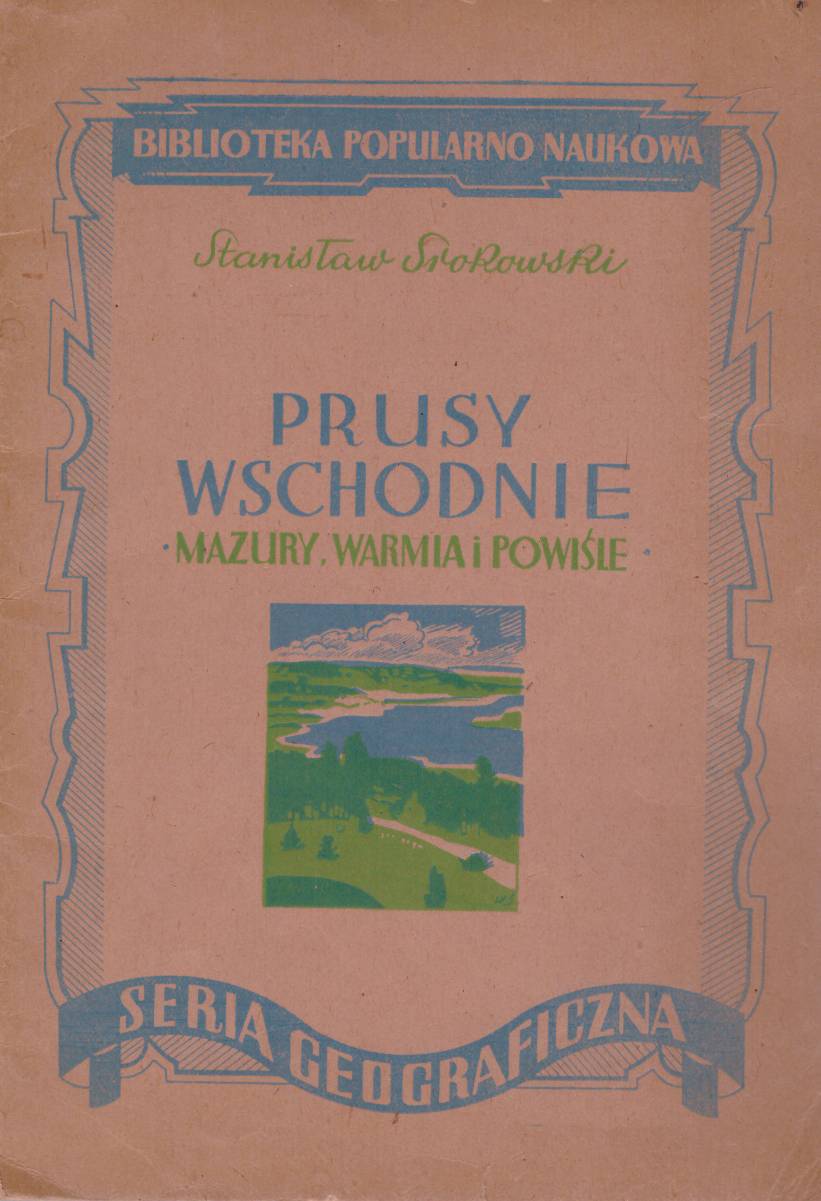 BIBLIOTEKA POPULARNO NAUKOWA
Stanisław Srokowski
PRUSY
WSCHODNIE
· MAZURY, WARMIA i POWIŚLE ·
SERIA GEOGRAFICZNA